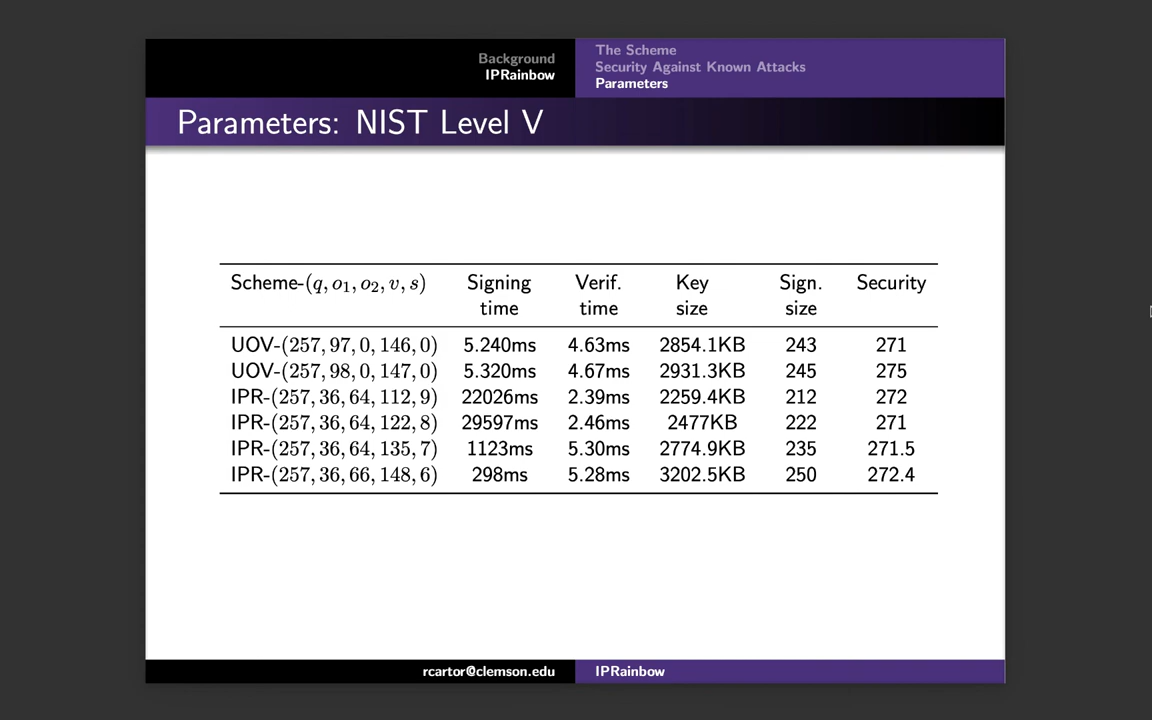 Background
IPRainbow
The Scheme
Security Against Known Attacks
Parameters
Parameters: NIST Level V
Scheme-(q, o₁, o₂, v, s) Signing time Verif. time Key size Sign. size Security
UOV-(257, 97, 0, 146, 0) 5.240ms 4.63ms 2854.1KB 243 271
UOV-(257, 98, 0, 147, 0) 5.320ms 4.67ms 2931.3KB 245 275
IPR-(257, 36, 64, 112, 9) 22026ms 2.39ms 2259.4KB 212 272
IPR-(257, 36, 64, 122, 8) 29597ms 2.46ms 2477KB 222 271
IPR-(257, 36, 64, 135, 7) 1123ms 5.30ms 2774.9KB 235 271.5
IPR-(257, 36, 66, 148, 6) 298ms 5.28ms 3202.5KB 250 272.4
rcartor@clemson.edu IPRainbow